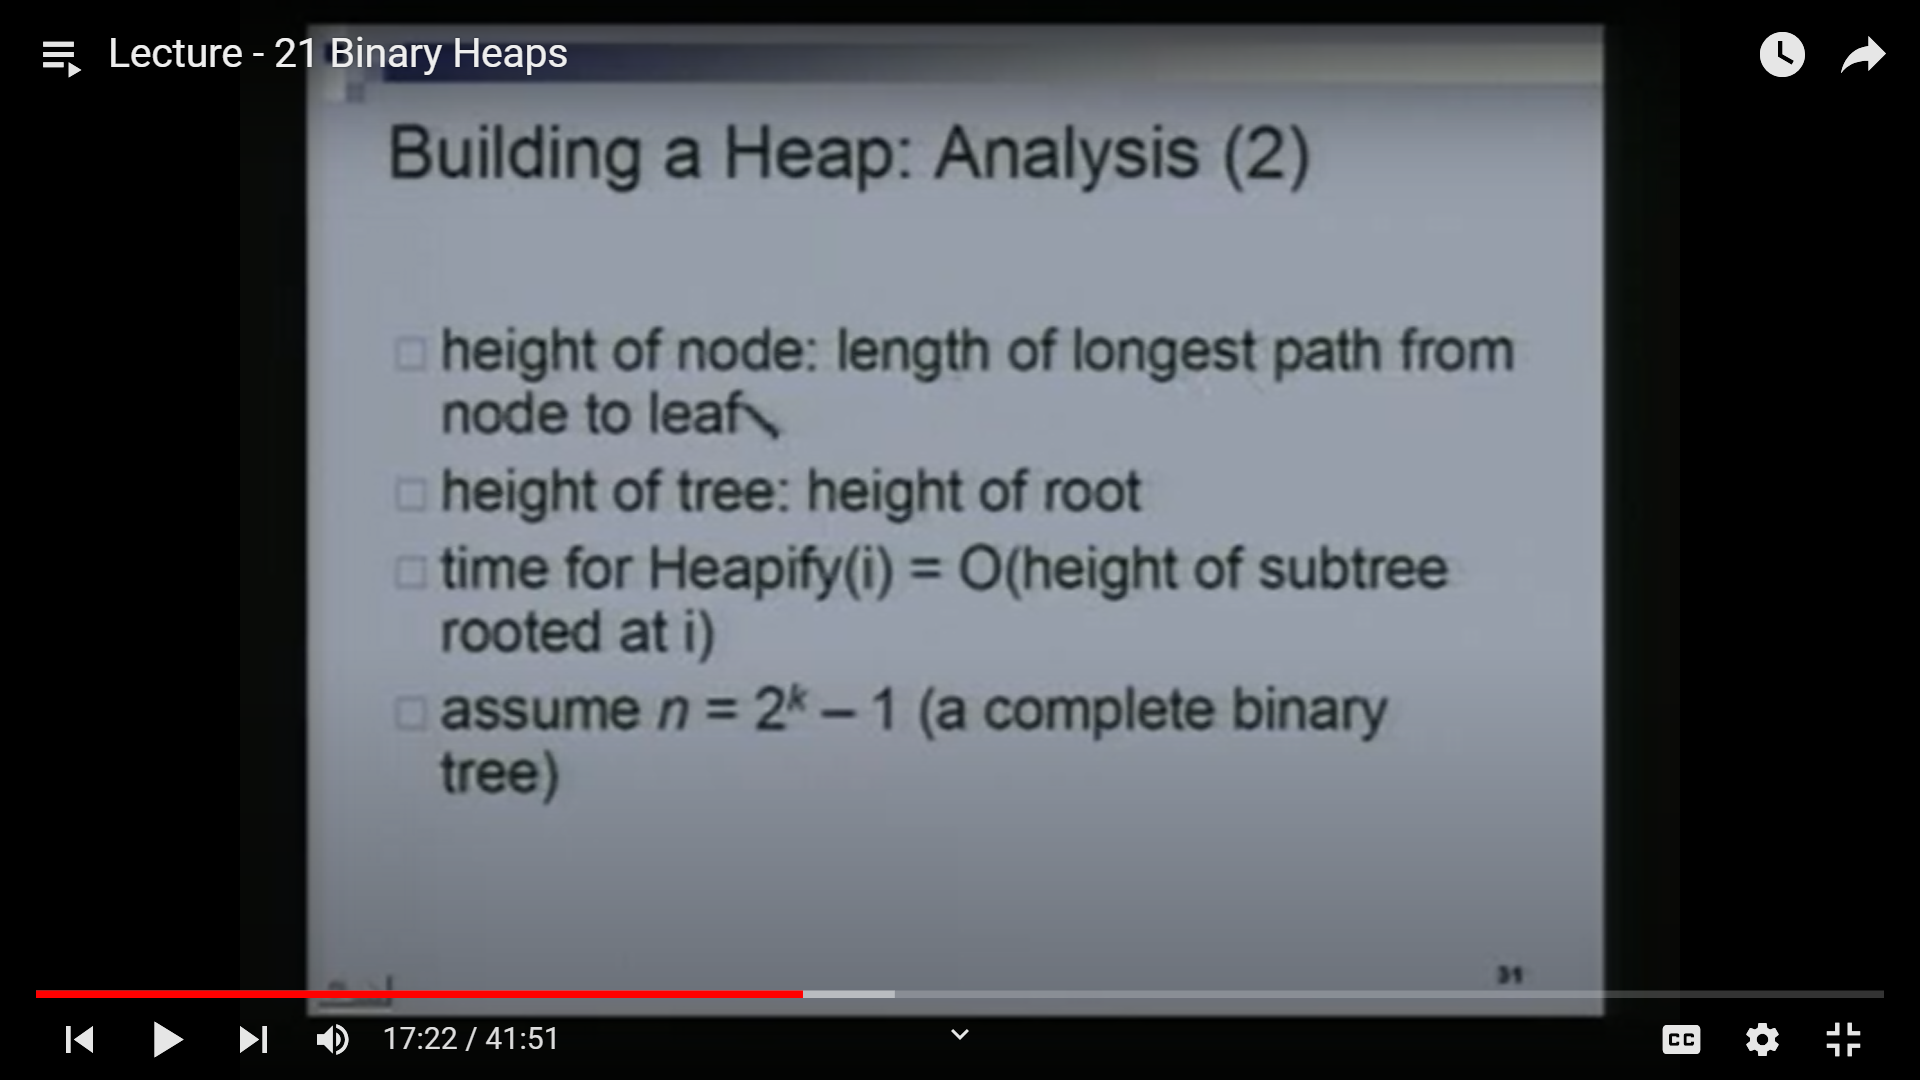 Lecture - 21 Binary Heaps
Building a Heap: Analysis (2)
height of node: length of longest path from
node to leaf
height of tree: height of root
time for Heapify(i) = O(height of subtree
rooted at i)
assume n = 2ᵏ – 1 (a complete binary
tree)
31
17:22 / 41:51
CC